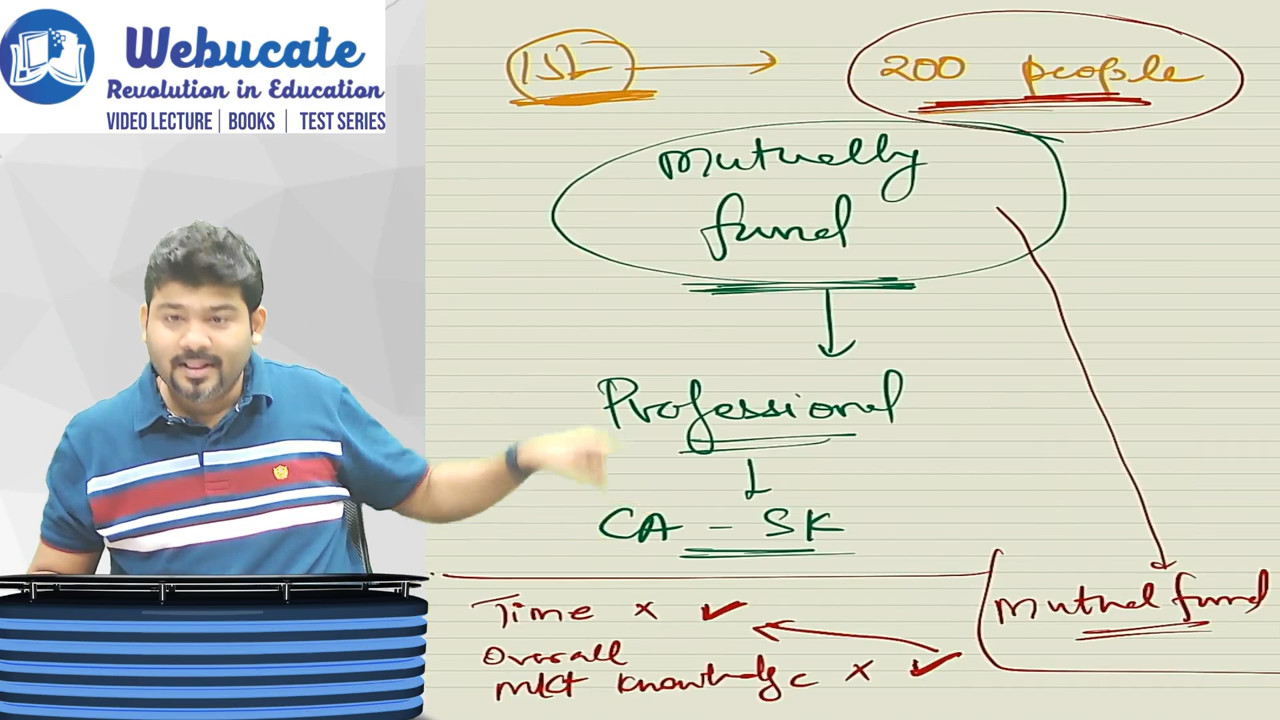 Webucate
Revolution in Education
VIDEO LECTURE | BOOKS | TEST SERIES
200 people
Mutually
fund
Professional
CA - SK
Time × ✓
Mutual fund
Overall
Mkt knowledge × ✓